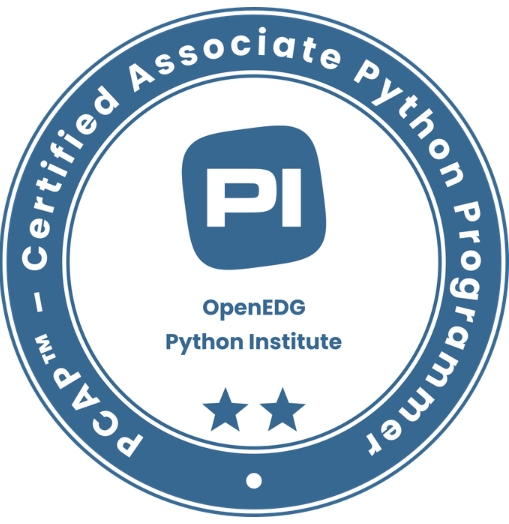 PCAP™ – Certified Associate Python Programmer
PI
OpenEDG
Python Institute